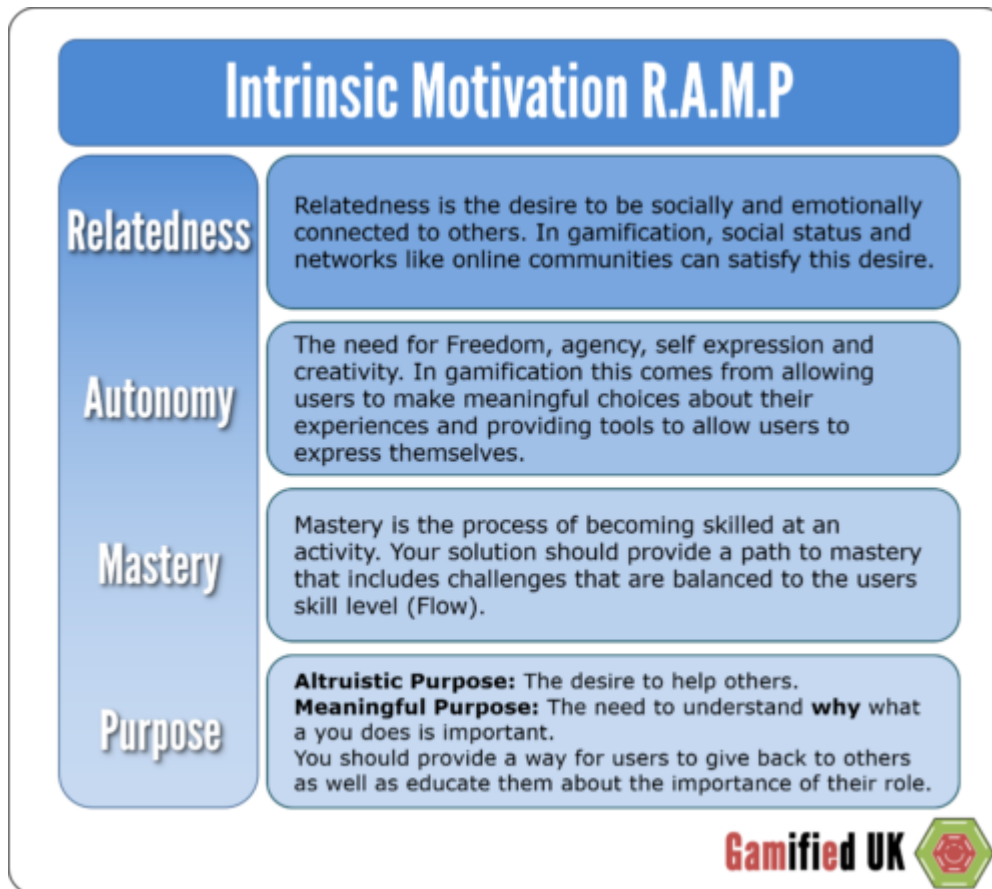 Intrinsic Motivation R.A.M.P
Relatedness
Relatedness is the desire to be socially and emotionally
connected to others. In gamification, social status and
networks like online communities can satisfy this desire.
Autonomy
The need for Freedom, agency, self expression and
creativity. In gamification this comes from allowing
users to make meaningful choices about their
experiences and providing tools to allow users to
express themselves.
Mastery
Mastery is the process of becoming skilled at an
activity. Your solution should provide a path to mastery
that includes challenges that are balanced to the users
skill level (Flow).
Purpose
Altruistic Purpose: The desire to help others.
Meaningful Purpose: The need to understand why what
a you does is important.
You should provide a way for users to give back to others
as well as educate them about the importance of their role.
Gamified UK